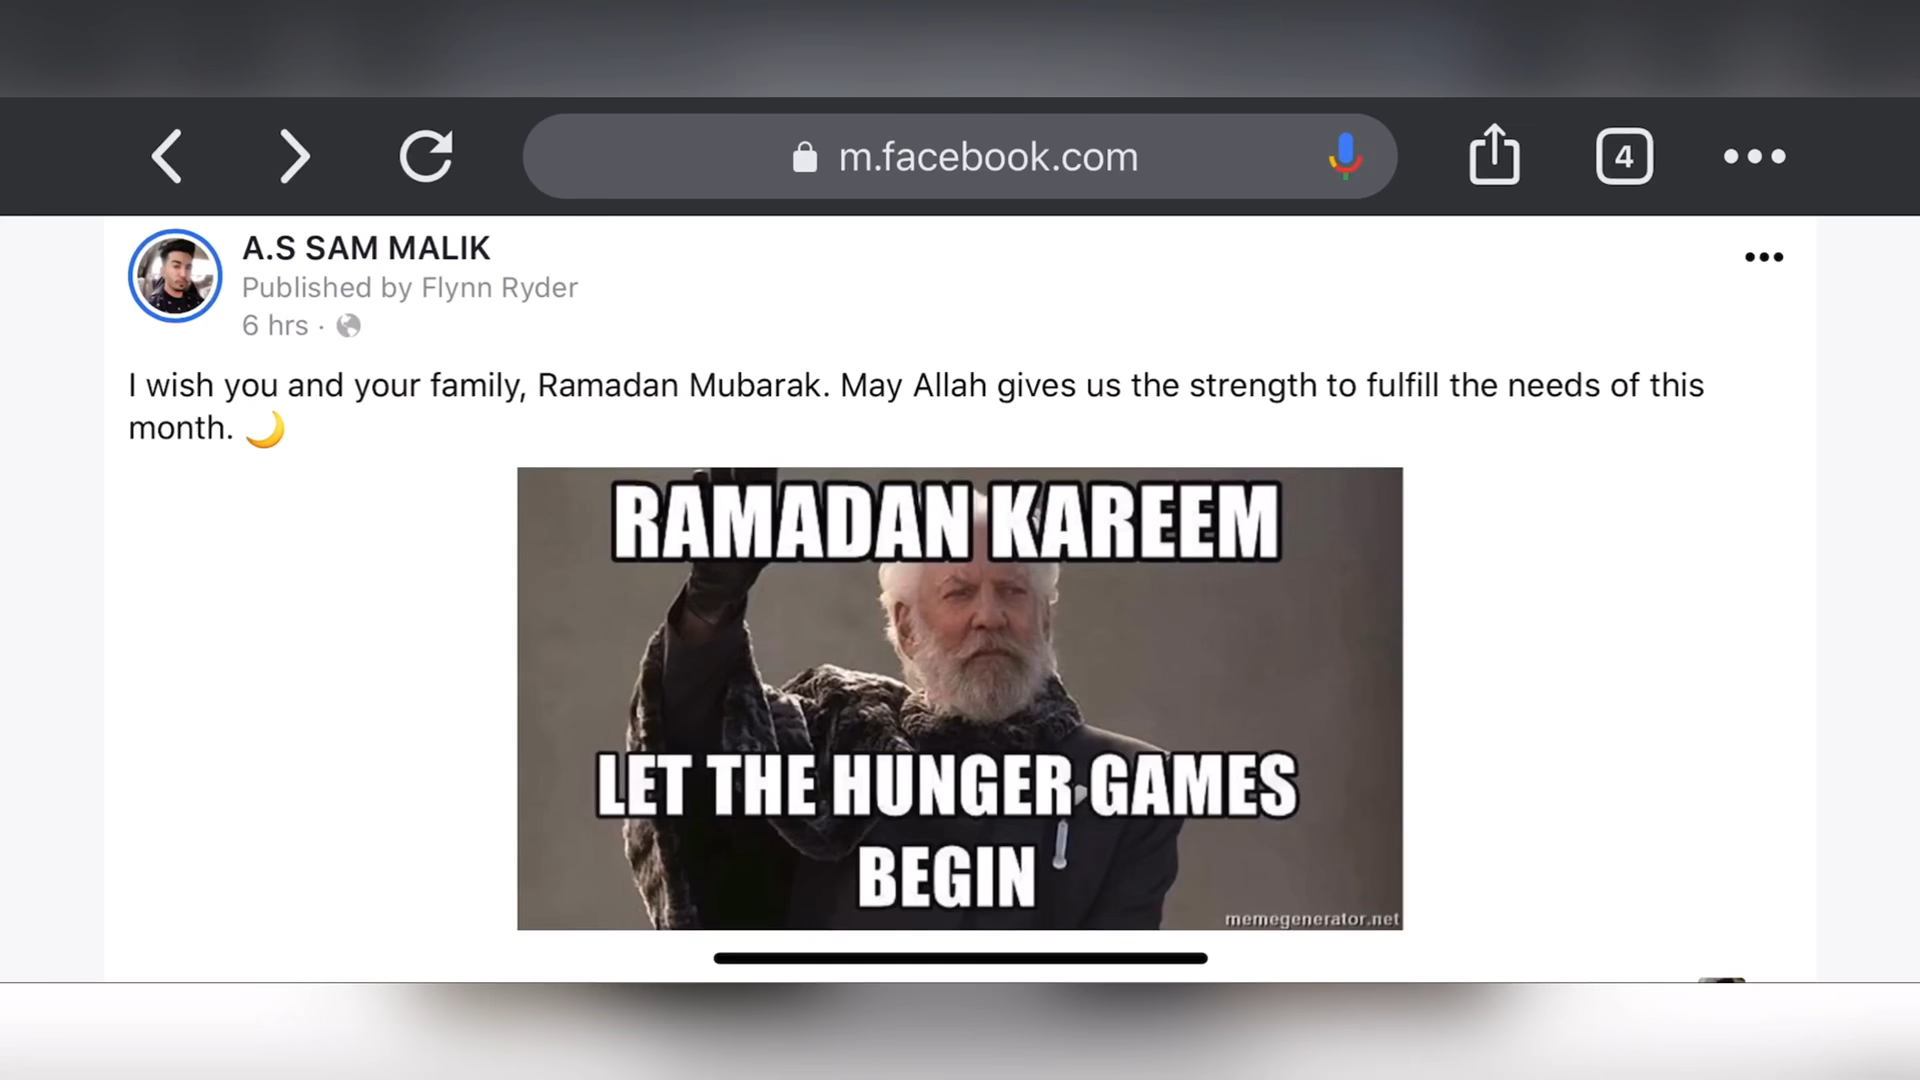 m.facebook.com
4
A.S SAM MALIK
Published by Flynn Ryder
6 hrs ·
I wish you and your family, Ramadan Mubarak. May Allah gives us the strength to fulfill the needs of this
month. 🌙
RAMADAN KAREEM
LET THE HUNGER GAMES
BEGIN
memegenerator.net